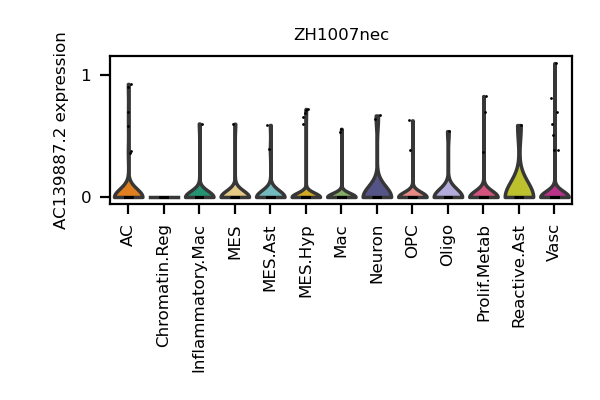 ZH1007nec
AC139887.2 expression
1
0
AC
Chromatin.Reg
Inflammatory.Mac
MES
MES.Ast
MES.Hyp
Mac
Neuron
OPC
Oligo
Prolif.Metab
Reactive.Ast
Vasc